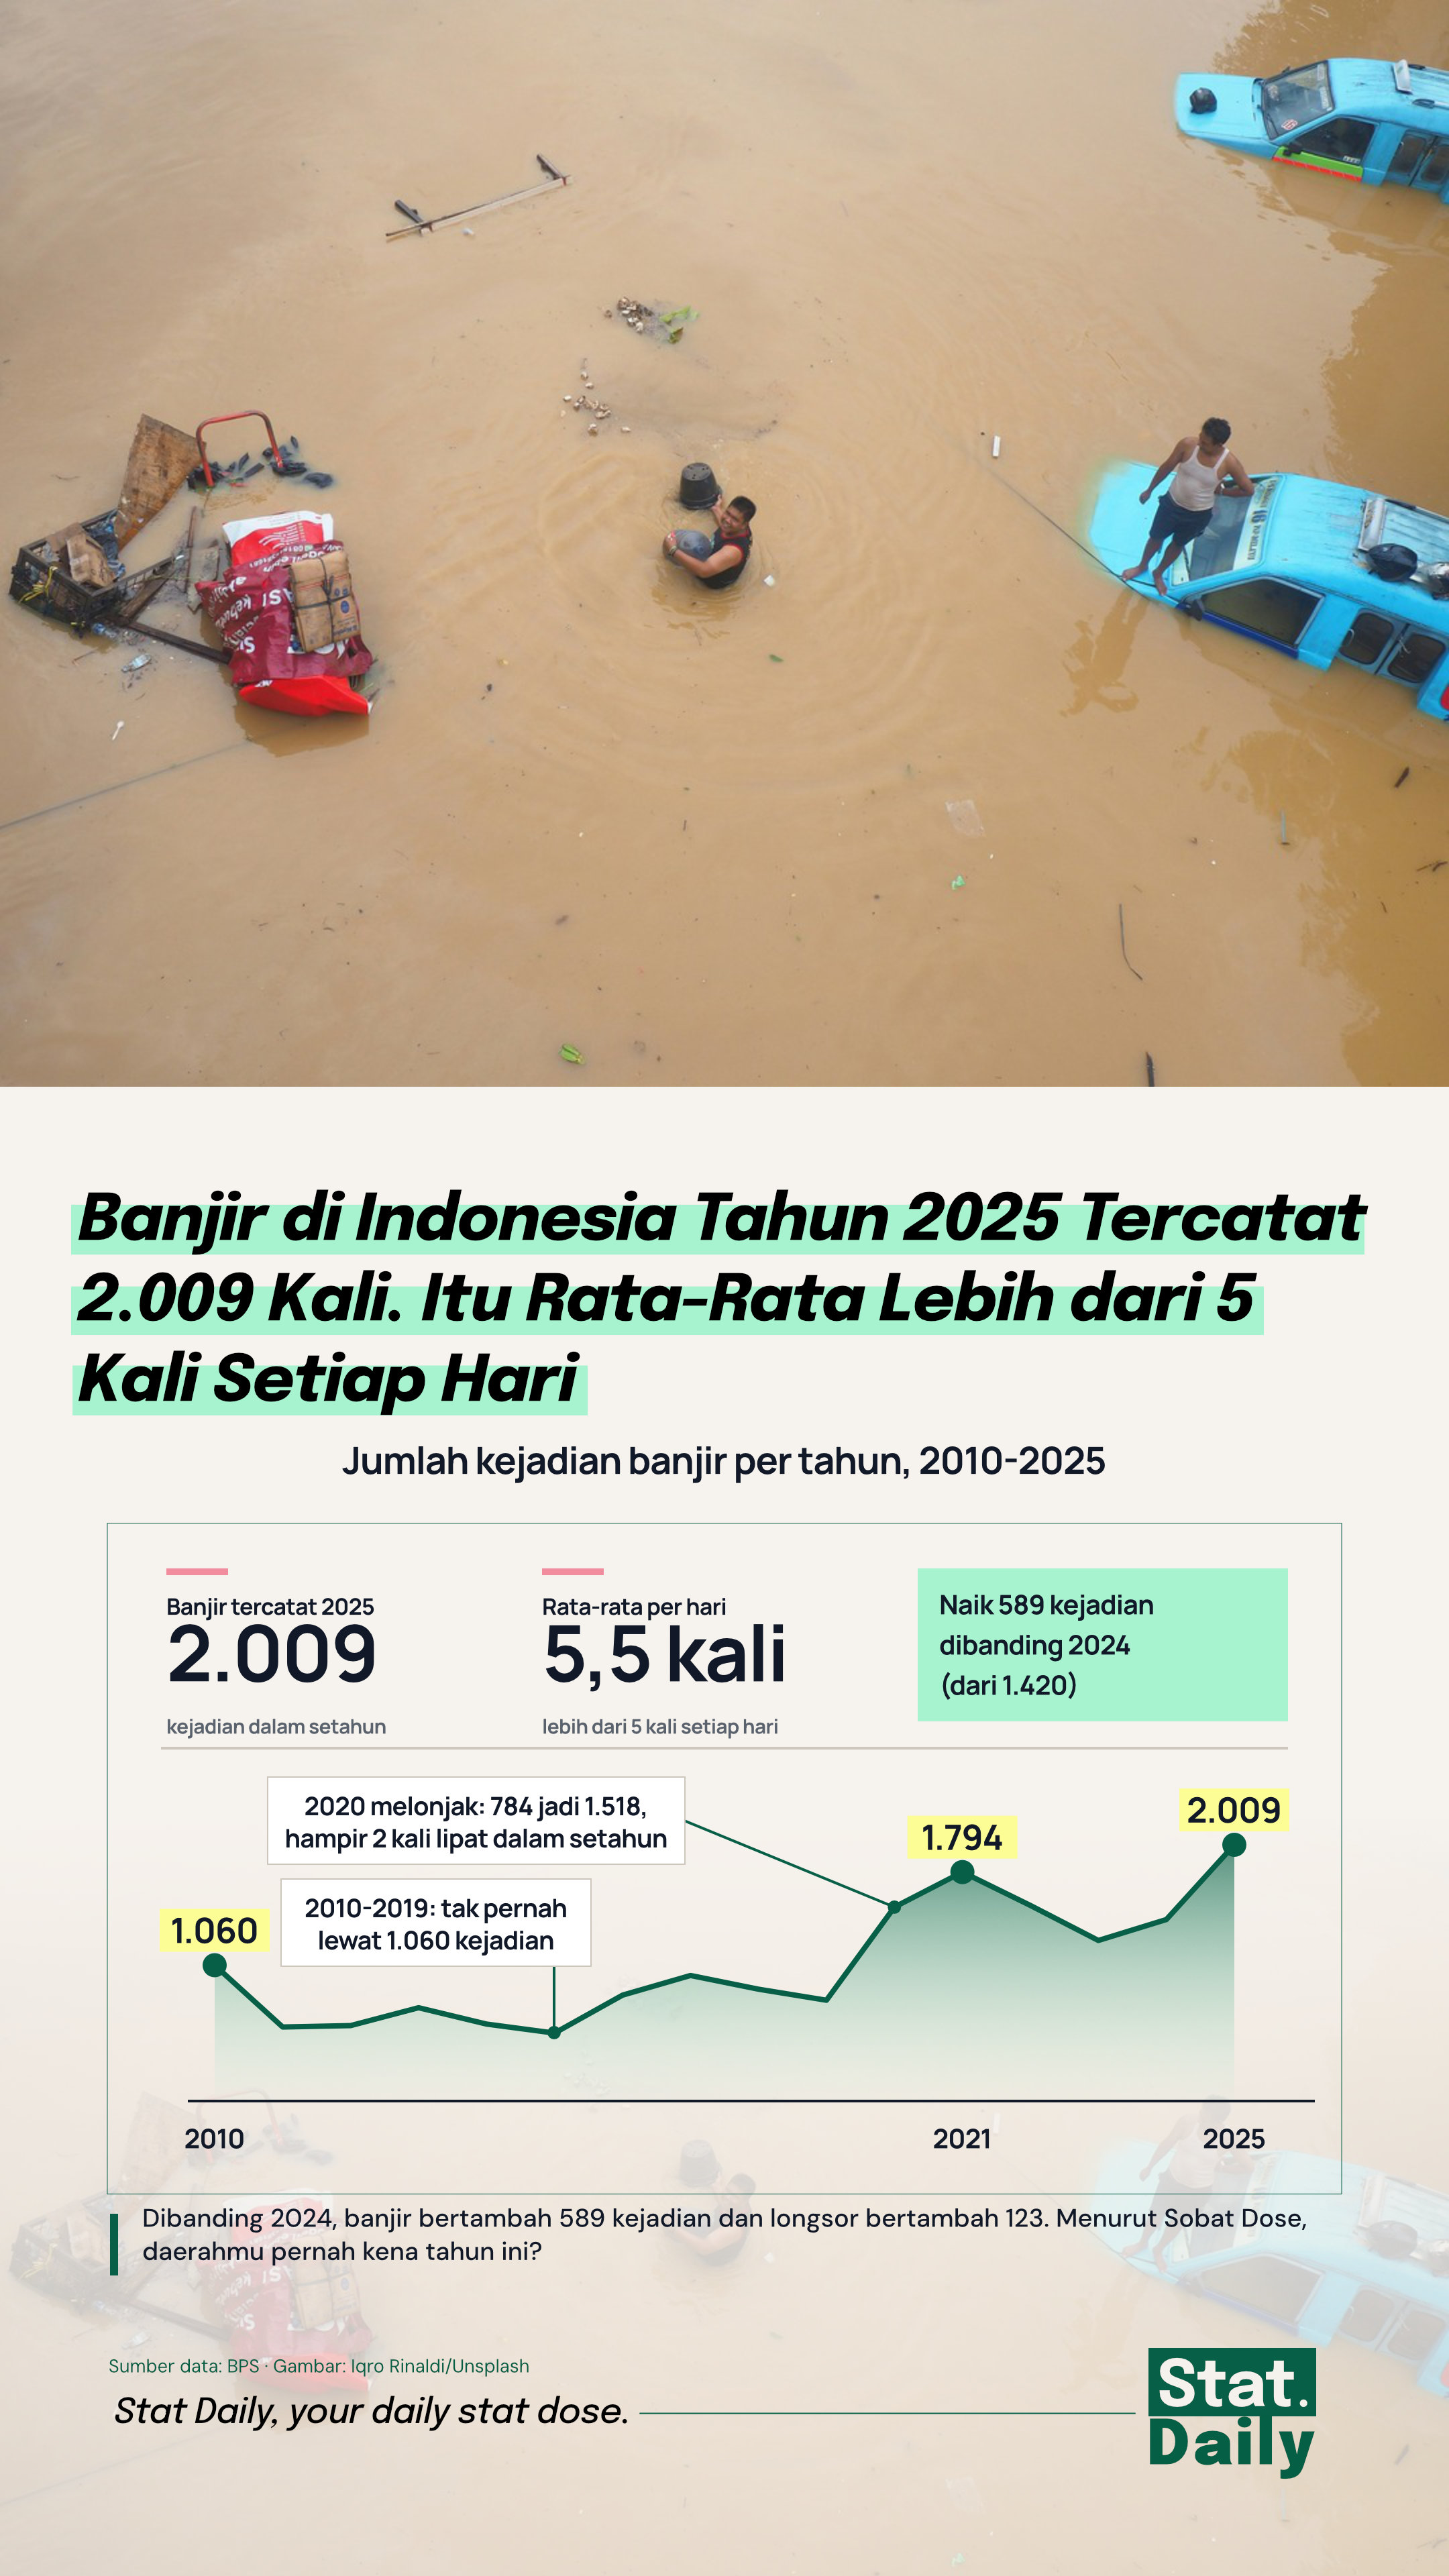 Banjir di Indonesia Tahun 2025 Tercatat
2.009 Kali. Itu Rata-Rata Lebih dari 5
Kali Setiap Hari
Jumlah kejadian banjir per tahun, 2010-2025
Banjir tercatat 2025
2.009
kejadian dalam setahun
Rata-rata per hari
5,5 kali
lebih dari 5 kali setiap hari
Naik 589 kejadian
dibanding 2024
(dari 1.420)
2020 melonjak: 784 jadi 1.518,
hampir 2 kali lipat dalam setahun
2010-2019: tak pernah
lewat 1.060 kejadian
1.060
1.794
2.009
2010
2021
2025
Dibanding 2024, banjir bertambah 589 kejadian dan longsor bertambah 123. Menurut Sobat Dose,
daerahmu pernah kena tahun ini?
Sumber data: BPS · Gambar: Iqro Rinaldi/Unsplash
Stat Daily, your daily stat dose.
Stat.
Daily